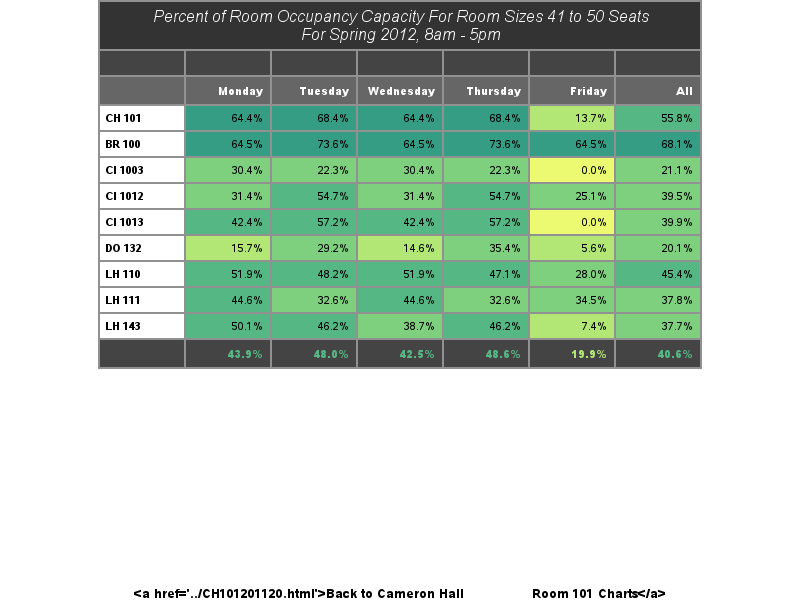 Percent of Room Occupancy Capacity For Room Sizes 41 to 50 Seats
For Spring 2012, 8am - 5pm
Monday Tuesday Wednesday Thursday Friday All
CH 101 64.4% 68.4% 64.4% 68.4% 13.7% 55.8%
BR 100 64.5% 73.6% 64.5% 73.6% 64.5% 68.1%
CI 1003 30.4% 22.3% 30.4% 22.3% 0.0% 21.1%
CI 1012 31.4% 54.7% 31.4% 54.7% 25.1% 39.5%
CI 1013 42.4% 57.2% 42.4% 57.2% 0.0% 39.9%
DO 132 15.7% 29.2% 14.6% 35.4% 5.6% 20.1%
LH 110 51.9% 48.2% 51.9% 47.1% 28.0% 45.4%
LH 111 44.6% 32.6% 44.6% 32.6% 34.5% 37.8%
LH 143 50.1% 46.2% 38.7% 46.2% 7.4% 37.7%
43.9% 48.0% 42.5% 48.6% 19.9% 40.6%
<a href='../CH101201120.html'>Back to Cameron Hall Room 101 Charts</a>